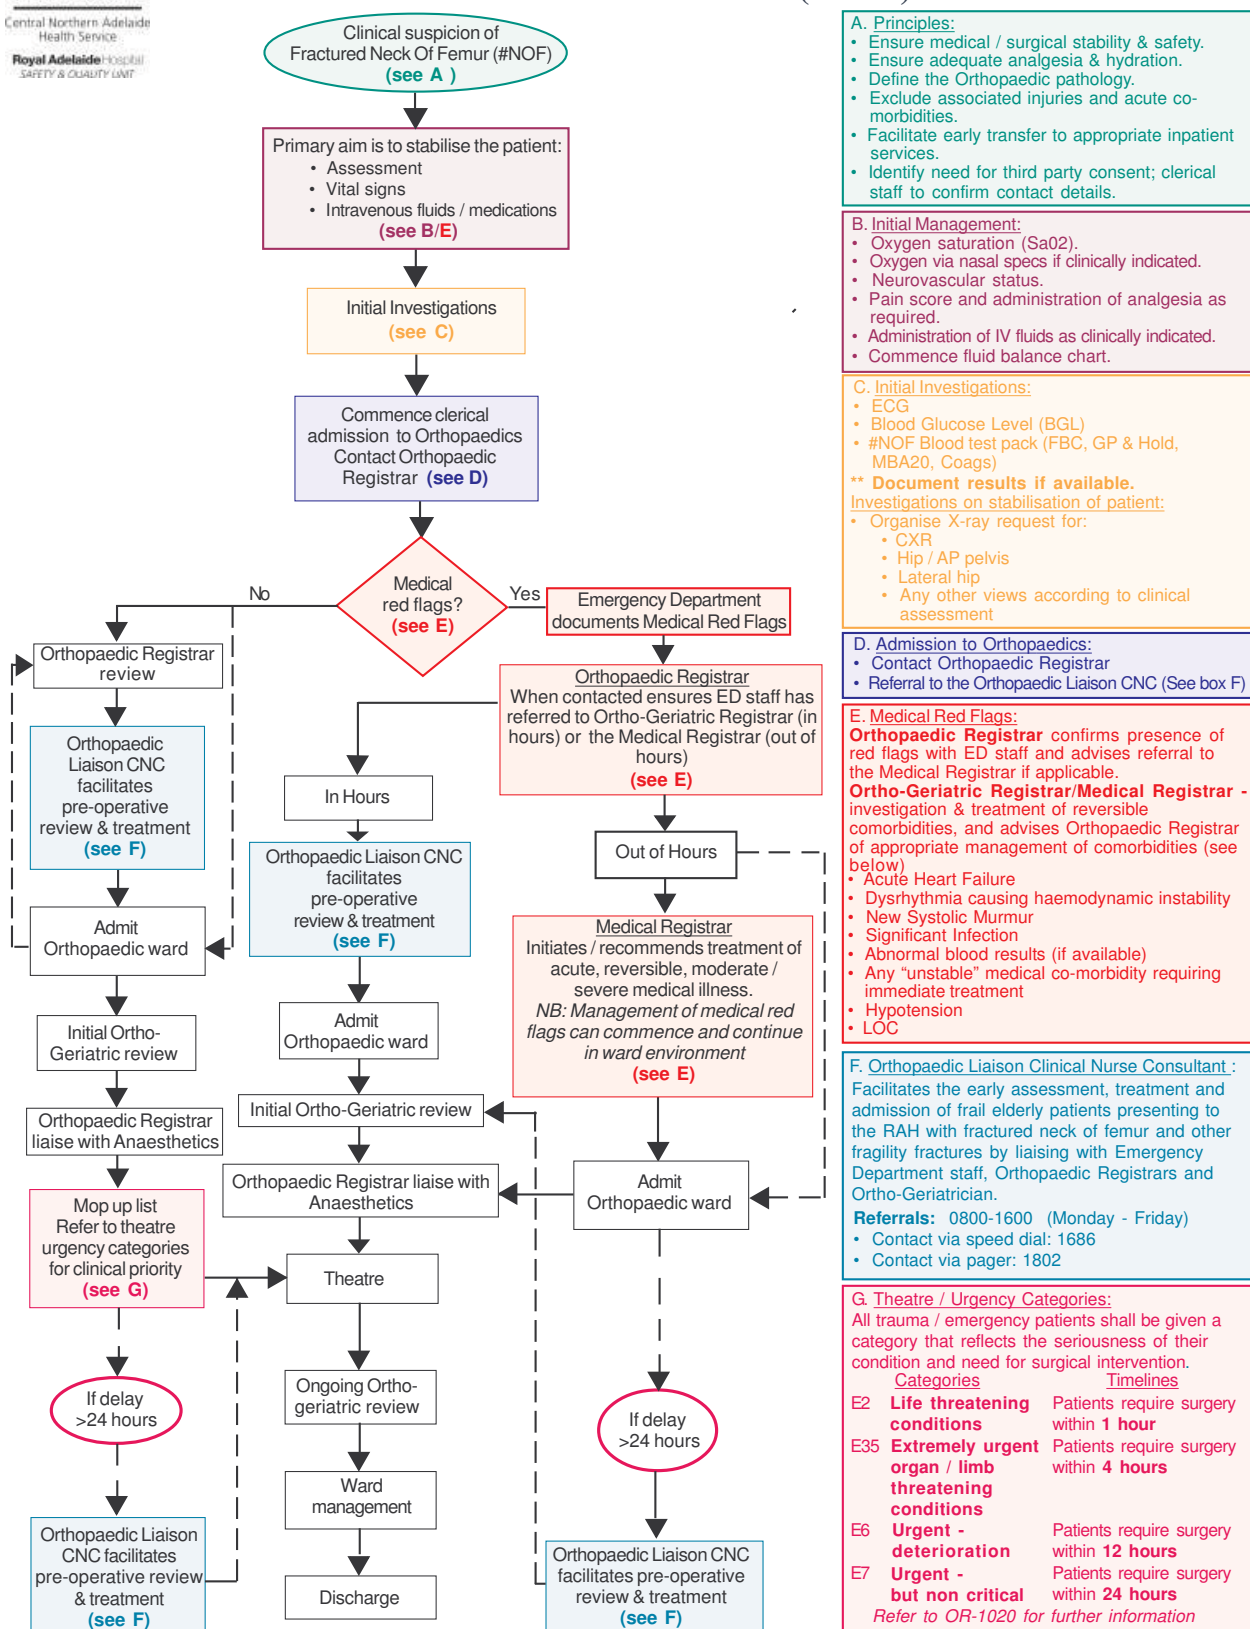 Central Northern Adelaide
Health Service
Royal Adelaide Hospital
SAFETY & QUALITY UNIT
Clinical suspicion of
Fractured Neck Of Femur (#NOF)
(see A )
Primary aim is to stabilise the patient:
• Assessment
• Vital signs
• Intravenous fluids / medications
(see B/E)
Initial Investigations
(see C)
Commence clerical
admission to Orthopaedics
Contact Orthopaedic
Registrar (see D)
Medical
red flags?
(see E)
No
Yes
Emergency Department
documents Medical Red Flags
Orthopaedic Registrar
review
Orthopaedic
Liaison CNC
facilitates
pre-operative
review & treatment
(see F)
Admit
Orthopaedic ward
Initial Ortho-
Geriatric review
Orthopaedic Registrar
liaise with Anaesthetics
Mop up list
Refer to theatre
urgency categories
for clinical priority
(see G)
If delay
>24 hours
Orthopaedic Liaison
CNC facilitates
pre-operative review
& treatment
(see F)
Orthopaedic Registrar
When contacted ensures ED staff has
referred to Ortho-Geriatric Registrar (in
hours) or the Medical Registrar (out of
hours)
(see E)
In Hours
Orthopaedic Liaison CNC
facilitates
pre-operative
review & treatment
(see F)
Admit
Orthopaedic ward
Initial Ortho-Geriatric review
Orthopaedic Registrar liaise with
Anaesthetics
Theatre
Ongoing Ortho-
geriatric review
Ward
management
Discharge
Out of Hours
Medical Registrar
Initiates / recommends treatment of
acute, reversible, moderate /
severe medical illness.
NB: Management of medical red
flags can commence and continue
in ward environment
(see E)
Admit
Orthopaedic ward
If delay
>24 hours
Orthopaedic Liaison CNC
facilitates pre-operative
review & treatment
(see F)
A. Principles:
• Ensure medical / surgical stability & safety.
• Ensure adequate analgesia & hydration.
• Define the Orthopaedic pathology.
• Exclude associated injuries and acute co-
morbidities.
• Facilitate early transfer to appropriate inpatient
services.
• Identify need for third party consent; clerical
staff to confirm contact details.
B. Initial Management:
• Oxygen saturation (Sa02).
• Oxygen via nasal specs if clinically indicated.
• Neurovascular status.
• Pain score and administration of analgesia as
required.
• Administration of IV fluids as clinically indicated.
• Commence fluid balance chart.
C. Initial Investigations:
• ECG
• Blood Glucose Level (BGL)
• #NOF Blood test pack (FBC, GP & Hold,
MBA20, Coags)
** Document results if available.
Investigations on stabilisation of patient:
• Organise X-ray request for:
• CXR
• Hip / AP pelvis
• Lateral hip
• Any other views according to clinical
assessment
D. Admission to Orthopaedics:
• Contact Orthopaedic Registrar
• Referral to the Orthopaedic Liaison CNC (See box F)
E. Medical Red Flags:
Orthopaedic Registrar confirms presence of
red flags with ED staff and advises referral to
the Medical Registrar if applicable.
Ortho-Geriatric Registrar/Medical Registrar -
investigation & treatment of reversible
comorbidities, and advises Orthopaedic Registrar
of appropriate management of comorbidities (see
below)
• Acute Heart Failure
• Dysrhythmia causing haemodynamic instability
• New Systolic Murmur
• Significant Infection
• Abnormal blood results (if available)
• Any “unstable” medical co-morbidity requiring
immediate treatment
• Hypotension
• LOC
F. Orthopaedic Liaison Clinical Nurse Consultant :
Facilitates the early assessment, treatment and
admission of frail elderly patients presenting to
the RAH with fractured neck of femur and other
fragility fractures by liaising with Emergency
Department staff, Orthopaedic Registrars and
Ortho-Geriatrician.
Referrals: 0800-1600 (Monday - Friday)
• Contact via speed dial: 1686
• Contact via pager: 1802
G. Theatre / Urgency Categories:
All trauma / emergency patients shall be given a
category that reflects the seriousness of their
condition and need for surgical intervention.
Categories Timelines
E2 Life threatening Patients require surgery
conditions within 1 hour
E35 Extremely urgent Patients require surgery
organ / limb within 4 hours
threatening
conditions
E6 Urgent - Patients require surgery
deterioration within 12 hours
E7 Urgent - Patients require surgery
but non critical within 24 hours
Refer to OR-1020 for further information